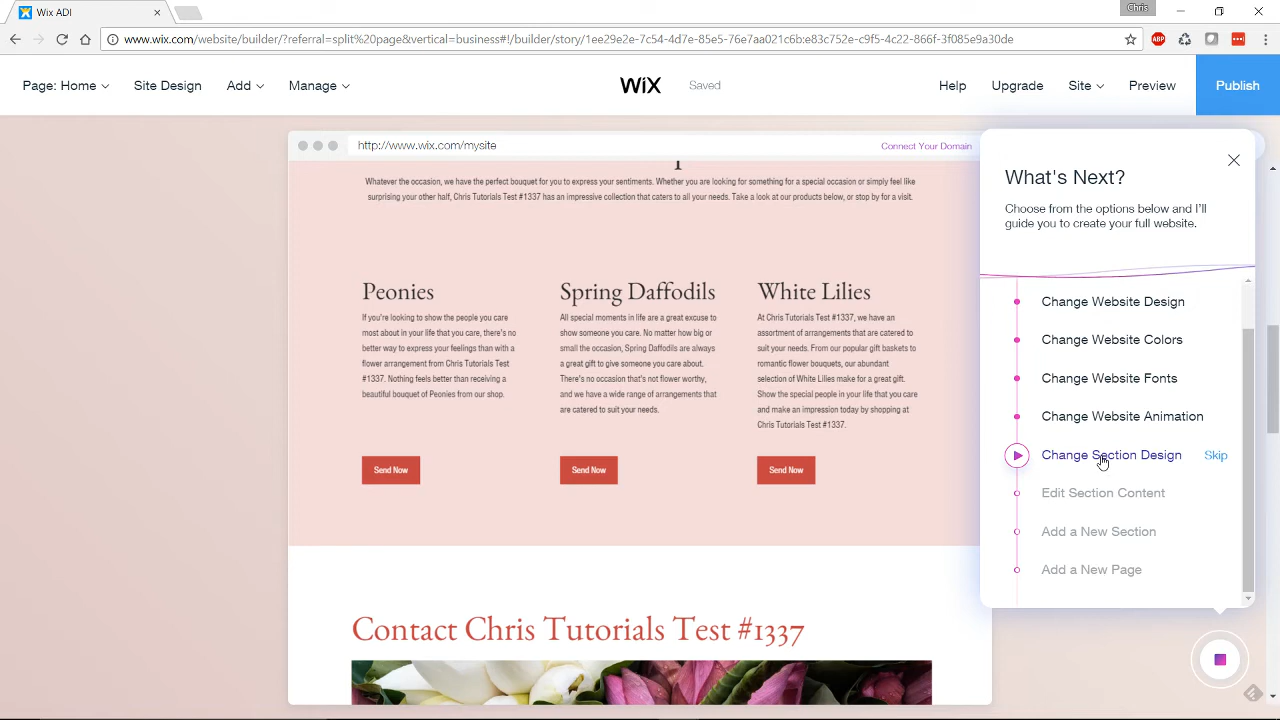 Wix ADI
Chris
www.wix.com/website/builder/?referral=split%20page&vertical=business#!/builder/story/1ee29e2e-7c54-4d7e-85e5-76e7aa021c6b:e83c752e-c9f5-4c22-866f-3f085e9a30de
ABP
Page: Home
Site Design
Add
Manage
WiX
Saved
Help
Upgrade
Site
Preview
Publish
http://www.wix.com/mysite
Connect Your Domain
Whatever the occasion, we have the perfect bouquet for you to express your sentiments. Whether you are looking for something for a special occasion or simply feel like
surprising your other half, Chris Tutorials Test #1337 has an impressive collection that caters to all your needs. Take a look at our products below, or stop by for a visit.
Peonies
If you're looking to show the people you care
most about in your life that you care, there's no
better way to express your feelings than with a
flower arrangement from Chris Tutorials Test
#1337. Nothing feels better than receiving a
beautiful bouquet of Peonies from our shop.
Send Now
Spring Daffodils
All special moments in life are a great excuse to
show someone you care. No matter how big or
small the occasion, Spring Daffodils are always
a great gift to give someone you care about.
There's no occasion that's not flower worthy,
and we have a wide range of arrangements that
are catered to suit your needs.
Send Now
White Lilies
At Chris Tutorials Test #1337, we have an
assortment of arrangements that are catered to
suit your needs. From our popular gift baskets to
romantic flower bouquets, our abundant
selection of White Lilies make for a great gift.
Show the special people in your life that you care
and make an impression today by shopping at
Chris Tutorials Test #1337.
Send Now
Contact Chris Tutorials Test #1337
What's Next?
Choose from the options below and I'll
guide you to create your full website.
Change Website Design
Change Website Colors
Change Website Fonts
Change Website Animation
Change Section Design
Skip
Edit Section Content
Add a New Section
Add a New Page